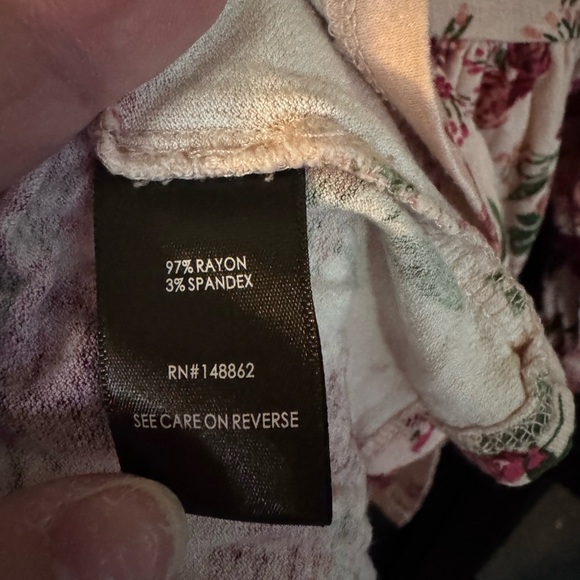 97% RAYON
3% SPANDEX
RN#148862
SEE CARE ON REVERSE